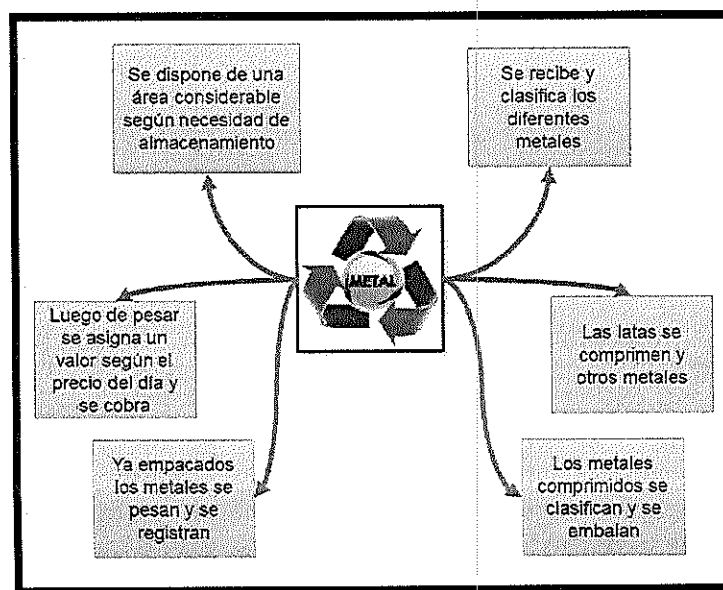 Se dispone de una
área considerable
según necesidad de
almacenamiento
Se recibe y
clasifica los
diferentes
metales
METAL
Luego de pesar
se asigna un
valor según el
precio del día y
se cobra
Las latas se
comprimen y
otros metales
Ya empacados
los metales se
pesan y se
registran
Los metales
comprimidos se
clasifican y se
embalan